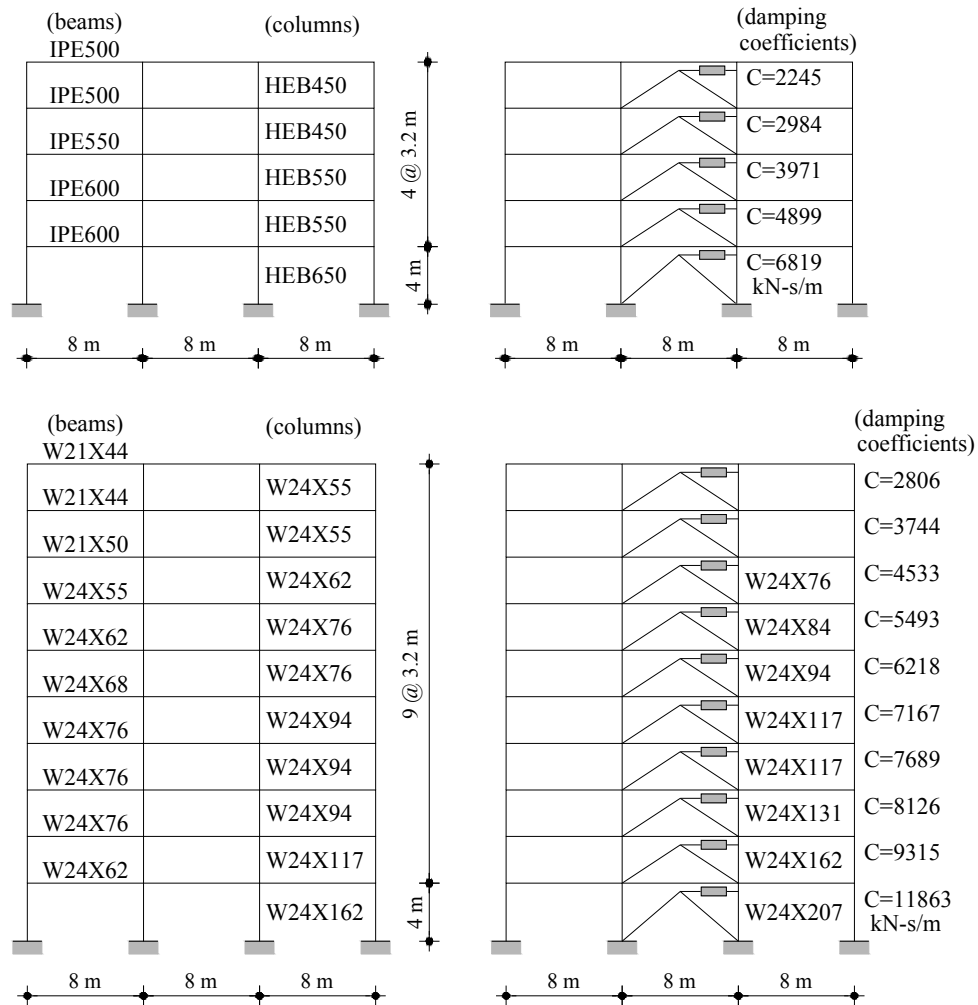 (beams)
(columns)
IPE500
IPE500
HEB450
IPE550
HEB450
IPE600
HEB550
IPE600
HEB550
HEB650
4 @ 3.2 m
4 m
8 m
8 m
8 m
(damping
coefficients)
C=2245
C=2984
C=3971
C=4899
C=6819
kN-s/m
8 m
8 m
8 m
(beams)
(columns)
W21X44
W21X44
W24X55
W21X50
W24X55
W24X55
W24X62
W24X62
W24X76
W24X68
W24X76
W24X76
W24X94
W24X76
W24X94
W24X76
W24X94
W24X62
W24X117
W24X162
9 @ 3.2 m
4 m
8 m
8 m
8 m
(damping
coefficients)
C=2806
C=3744
W24X76
C=4533
W24X84
C=5493
W24X94
C=6218
W24X117
C=7167
W24X117
C=7689
W24X131
C=8126
W24X162
C=9315
W24X207
C=11863
kN-s/m
8 m
8 m
8 m